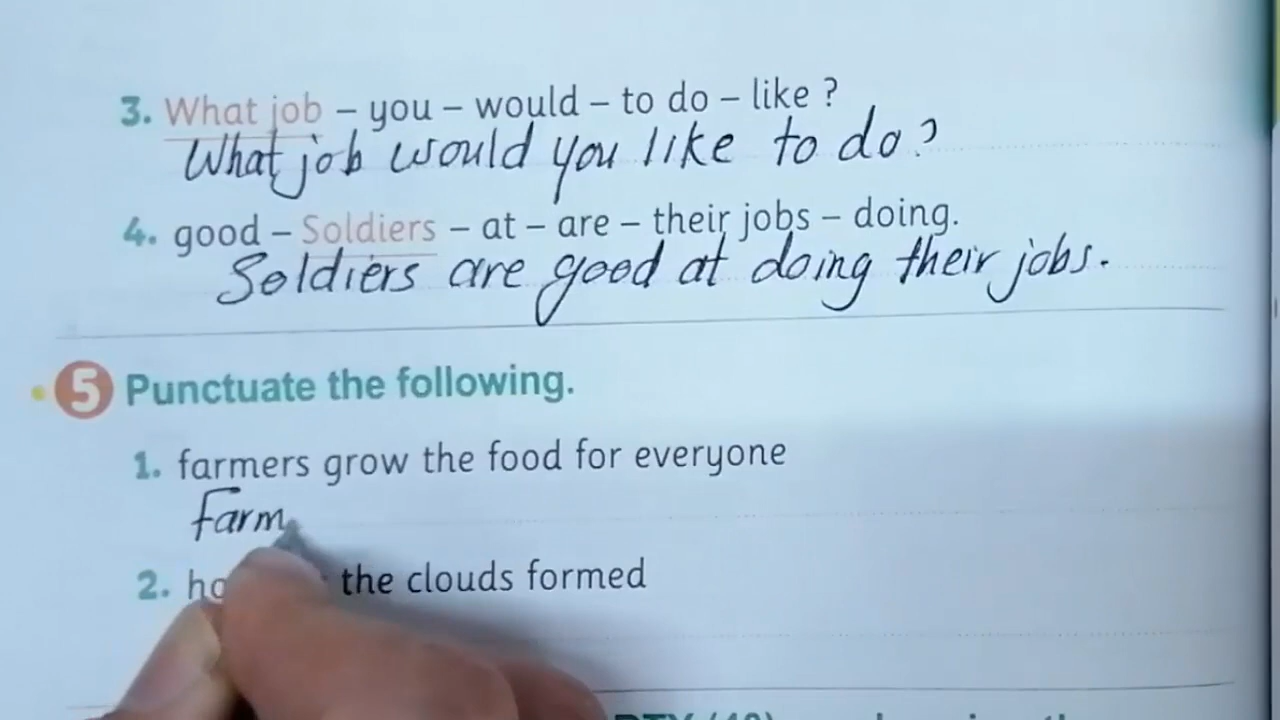 3. What job – you – would – to do – like ?
What job would you like to do?
4. good – Soldiers – at – are – their jobs – doing.
Soldiers are good at doing their jobs.
5 Punctuate the following.
1. farmers grow the food for everyone
Farm
2. the clouds formed